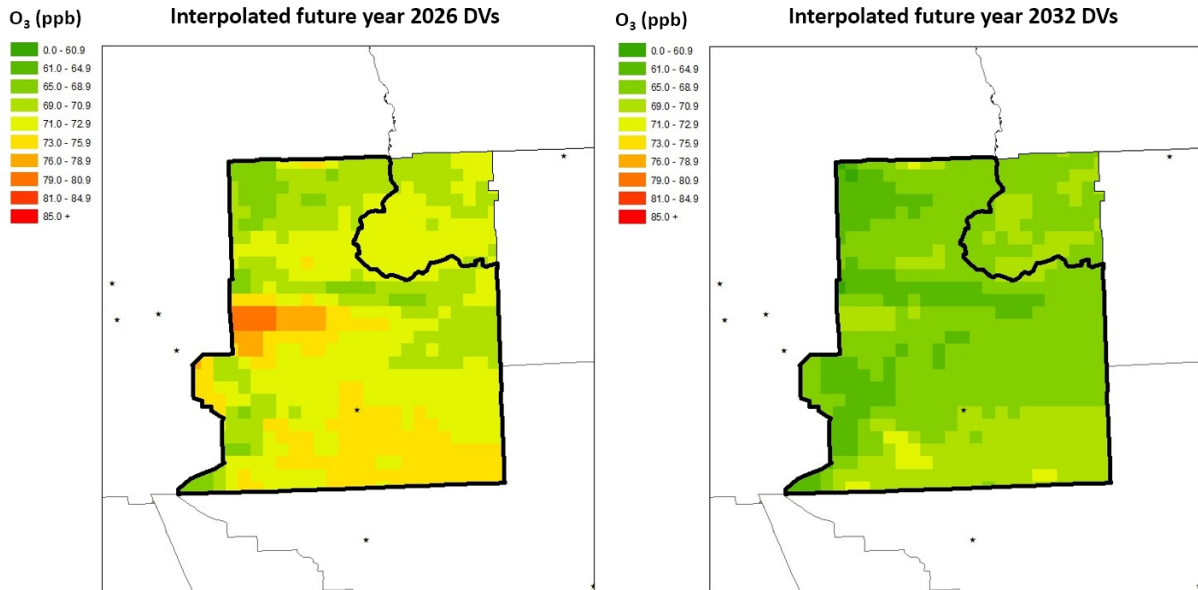 O₃ (ppb)
Interpolated future year 2026 DVs
0.0 - 60.9
61.0 - 64.9
65.0 - 68.9
69.0 - 70.9
71.0 - 72.9
73.0 - 75.9
76.0 - 78.9
79.0 - 80.9
81.0 - 84.9
85.0 +
O₃ (ppb)
Interpolated future year 2032 DVs
0.0 - 60.9
61.0 - 64.9
65.0 - 68.9
69.0 - 70.9
71.0 - 72.9
73.0 - 75.9
76.0 - 78.9
79.0 - 80.9
81.0 - 84.9
85.0 +